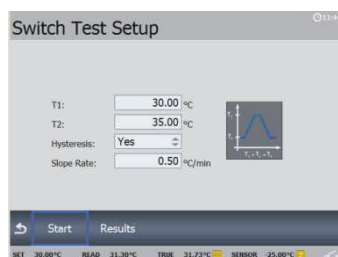 Switch Test Setup
T1: 30.00 °C
T2: 35.00 °C
Hysteresis: Yes
Slope Rate: 0.50 °C/min
Start Results
SET 30.00°C READ 31.30°C TRUE 31.73°C SENSOR -25.00°C